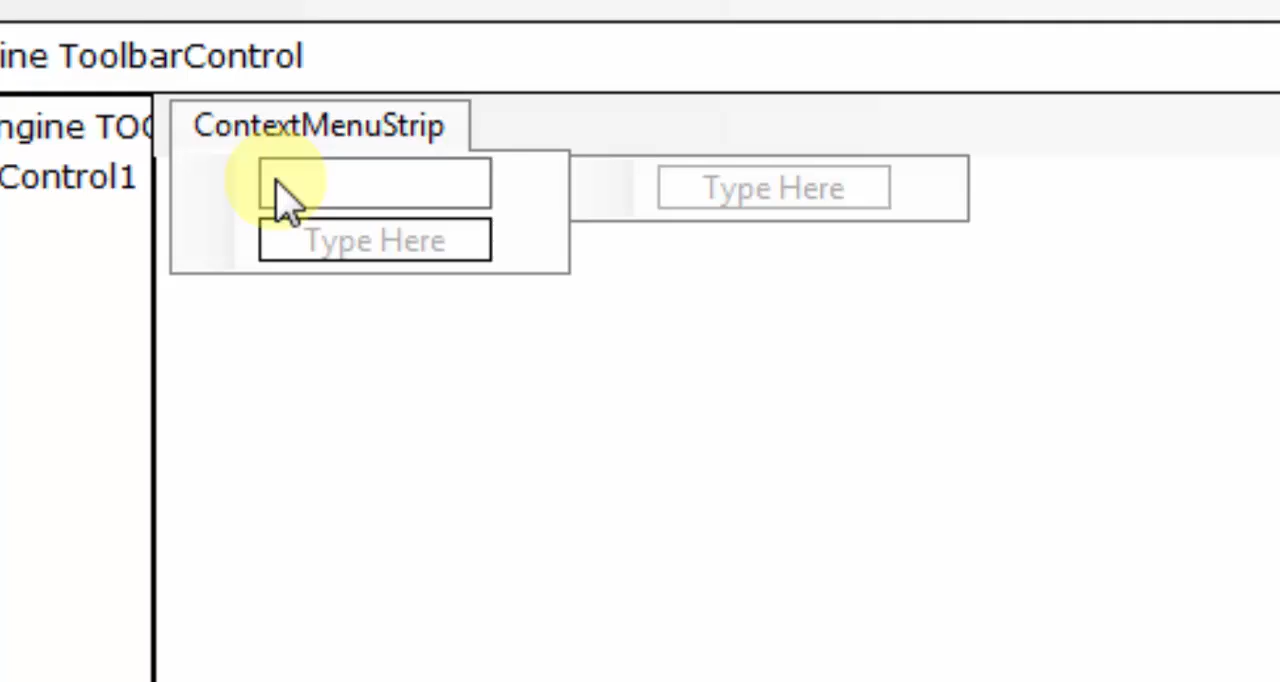 ine ToolbarControl
ngine TOC
ContextMenuStrip
Control1
Type Here
Type Here